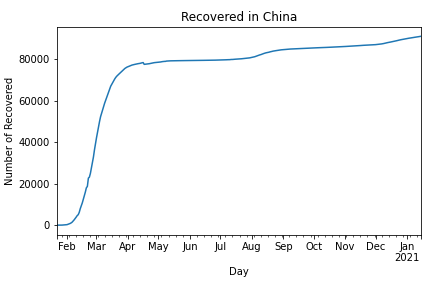 Recovered in China
Number of Recovered
80000
60000
40000
20000
0
Feb Mar Apr May Jun Jul Aug Sep Oct Nov Dec Jan
2021
Day